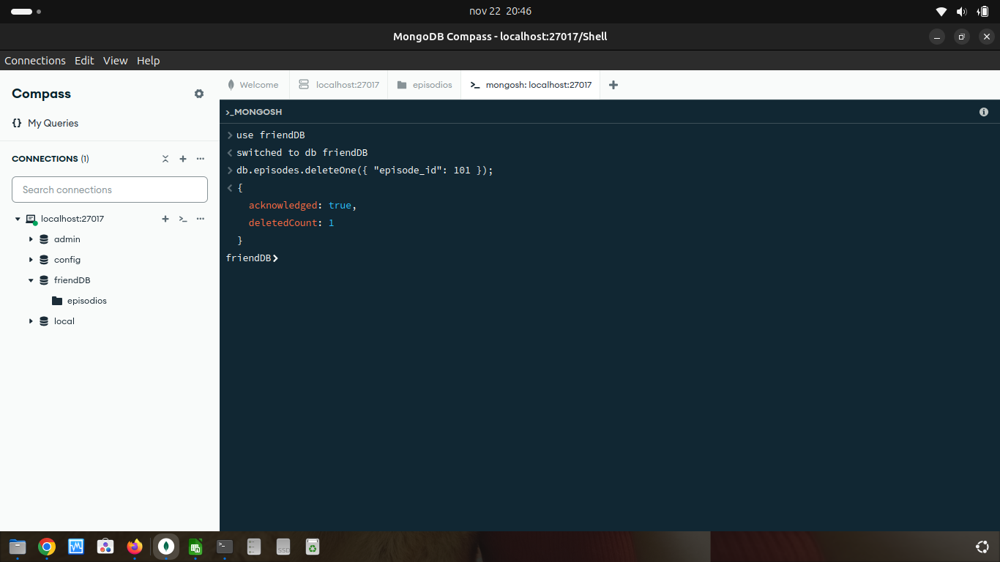 nov 22 20:46
MongoDB Compass - localhost:27017/Shell
Connections Edit View Help
Compass
{} My Queries
CONNECTIONS (1)
Search connections
localhost:27017
admin
config
friendDB
episodios
local
Welcome localhost:27017 episodios >_ mongosh: localhost:27017
>_MONGOSH
> use friendDB
< switched to db friendDB
> db.episodes.deleteOne({ "episode_id": 101 });
< {
acknowledged: true,
deletedCount: 1
}
friendDB>
SSD